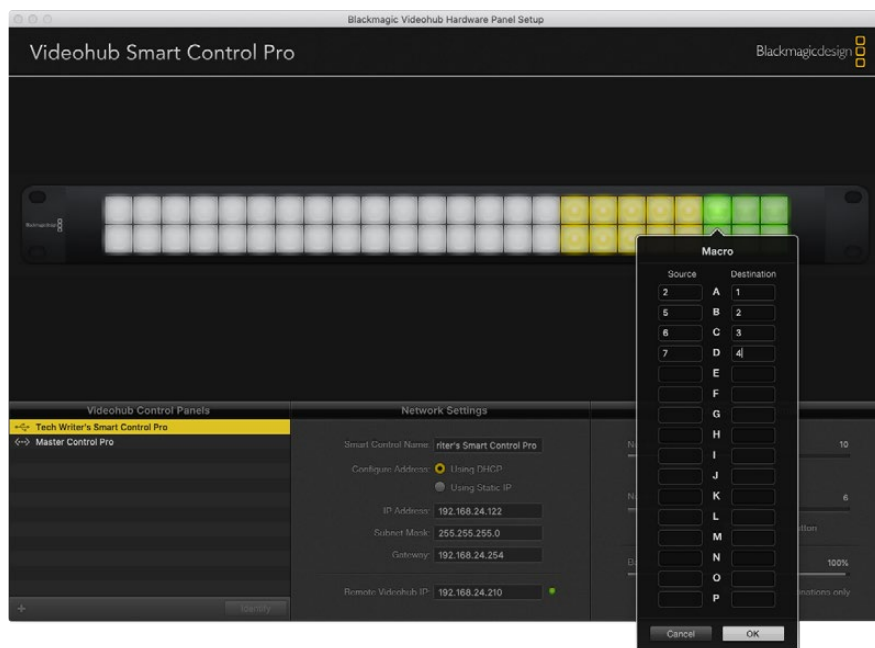 Blackmagic Videohub Hardware Panel Setup
Videohub Smart Control Pro
Blackmagicdesign
Macro
Source Destination
2 A 1
5 B 2
6 C 3
7 D 4
E
F
G
H
I
J
K
L
M
N
O
P
Cancel OK
Videohub Control Panels
Tech Writer's Smart Control Pro
Master Control Pro
Identify
Network Settings
Smart Control Name: riter's Smart Control Pro
Configure Address: Using DHCP
Using Static IP
IP Address: 192.168.24.122
Subnet Mask: 255.255.255.0
Gateway: 192.168.24.254
Remote Videohub IP: 192.168.24.210
10
6
100%
only